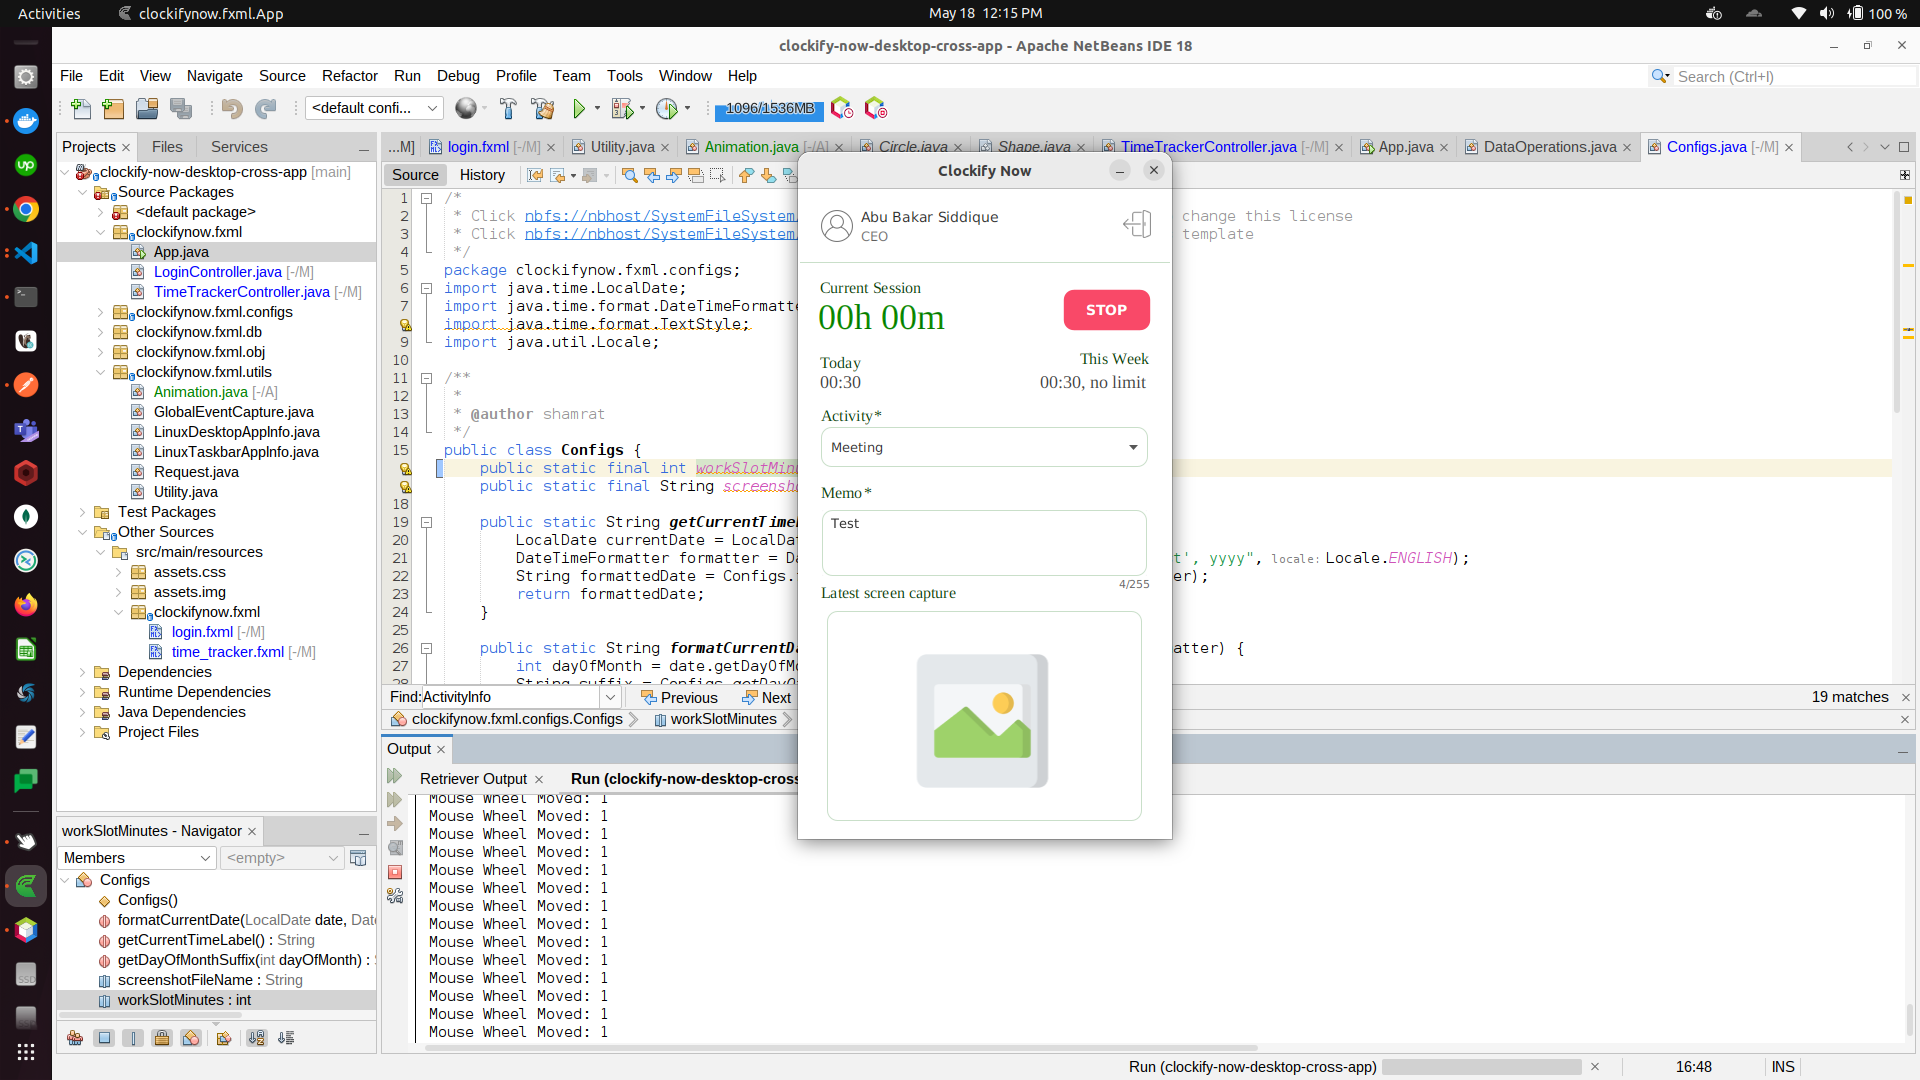 Activities
clockifynow.fxml.App
May 18 12:15 PM
100 %
clockify-now-desktop-cross-app - Apache NetBeans IDE 18
File Edit View Navigate Source Refactor Run Debug Profile Team Tools Window Help
Search (Ctrl+I)
<default confi...
1096/1536MB
Projects
Files
Services
clockify-now-desktop-cross-app [main]
Source Packages
<default package>
clockifynow.fxml
App.java
LoginController.java [-/M]
TimeTrackerController.java [-/M]
clockifynow.fxml.configs
clockifynow.fxml.db
clockifynow.fxml.obj
clockifynow.fxml.utils
Animation.java [-/A]
GlobalEventCapture.java
LinuxDesktopAppInfo.java
LinuxTaskbarAppInfo.java
Request.java
Utility.java
Test Packages
Other Sources
src/main/resources
assets.css
assets.img
clockifynow.fxml
login.fxml [-/M]
time_tracker.fxml [-/M]
Dependencies
Runtime Dependencies
Java Dependencies
Project Files
workSlotMinutes - Navigator
Members
<empty>
Configs
Configs()
formatCurrentDate(LocalDate date, Date
getCurrentTimeLabel() : String
getDayOfMonthSuffix(int dayOfMonth) :
screenshotFileName : String
workSlotMinutes : int
...M]
login.fxml [-/M]
Utility.java
Animation.java [-/A]
Circle.java
Shape.java
TimeTrackerController.java [-/M]
App.java
DataOperations.java
Configs.java [-/M]
Source
History
1 /*
2 * Click nbfs://nbhost/SystemFileSystem/ change this license
3 * Click nbfs://nbhost/SystemFileSystem/ template
4 */
5 package clockifynow.fxml.configs;
6 import java.time.LocalDate;
7 import java.time.format.DateTimeFormatte
import java.time.format.TextStyle;
9 import java.util.Locale;
10
11 /**
12 *
13 * @author shamrat
14 */
15 public class Configs {
public static final int workSlotMin
public static final String screensh
18
19 public static String getCurrentTime
20 LocalDate currentDate = LocalDat
21 DateTimeFormatter formatter = Da t', yyyy", locale: Locale.ENGLISH);
22 String formattedDate = Configs. er);
23 return formattedDate;
24 }
25
26 public static String formatCurrentDa atter) {
27 int dayOfMonth = date.getDayOfMo
28 String suffix = Configs.getDayOf
Find: ActivityInfo
Previous
Next
19 matches
clockifynow.fxml.configs.Configs
workSlotMinutes
Output
Retriever Output
Run (clockify-now-desktop-cross
Mouse Wheel Moved: 1
Mouse Wheel Moved: 1
Mouse Wheel Moved: 1
Mouse Wheel Moved: 1
Mouse Wheel Moved: 1
Mouse Wheel Moved: 1
Mouse Wheel Moved: 1
Mouse Wheel Moved: 1
Mouse Wheel Moved: 1
Mouse Wheel Moved: 1
Mouse Wheel Moved: 1
Mouse Wheel Moved: 1
Mouse Wheel Moved: 1
Mouse Wheel Moved: 1
Clockify Now
Abu Bakar Siddique
CEO
Current Session
00h 00m
STOP
Today
00:30
This Week
00:30, no limit
Activity*
Meeting
Memo*
Test
4/255
Latest screen capture
Run (clockify-now-desktop-cross-app)
16:48
INS